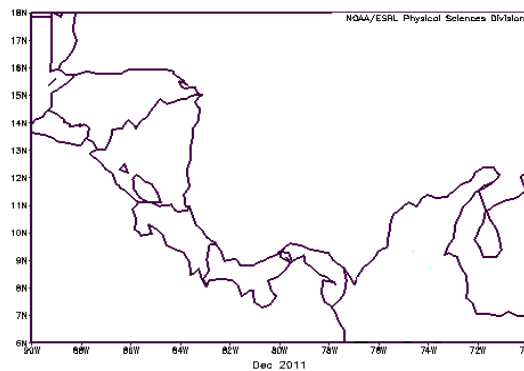 18N
NOAA/ESRL Physical Sciences Division
17N
16N
15N
14N
13N
12N
11N
10N
9N
8N
7N
6N
90W 88W 86W 84W 82W 80W 78W 76W 74W 72W
Dec 2011